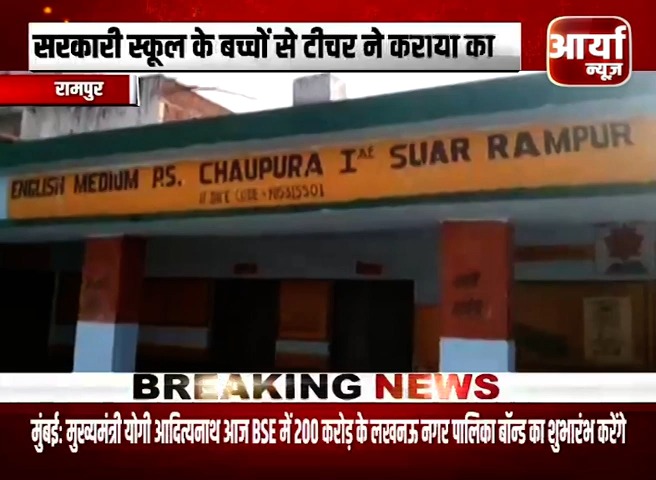 सरकारी स्कूल के बच्चों से टीचर ने कराया का
आर्या
न्यूज़
रामपुर
ENGLISH MEDIUM P.S. CHAUPURA Ist SUAR RAMPUR
BREAKING NEWS
मुंबई: मुख्यमंत्री योगी आदित्यनाथ आज BSE में 200 करोड़ के लखनऊ नगर पालिका बॉन्ड का शुभारंभ करेंगे